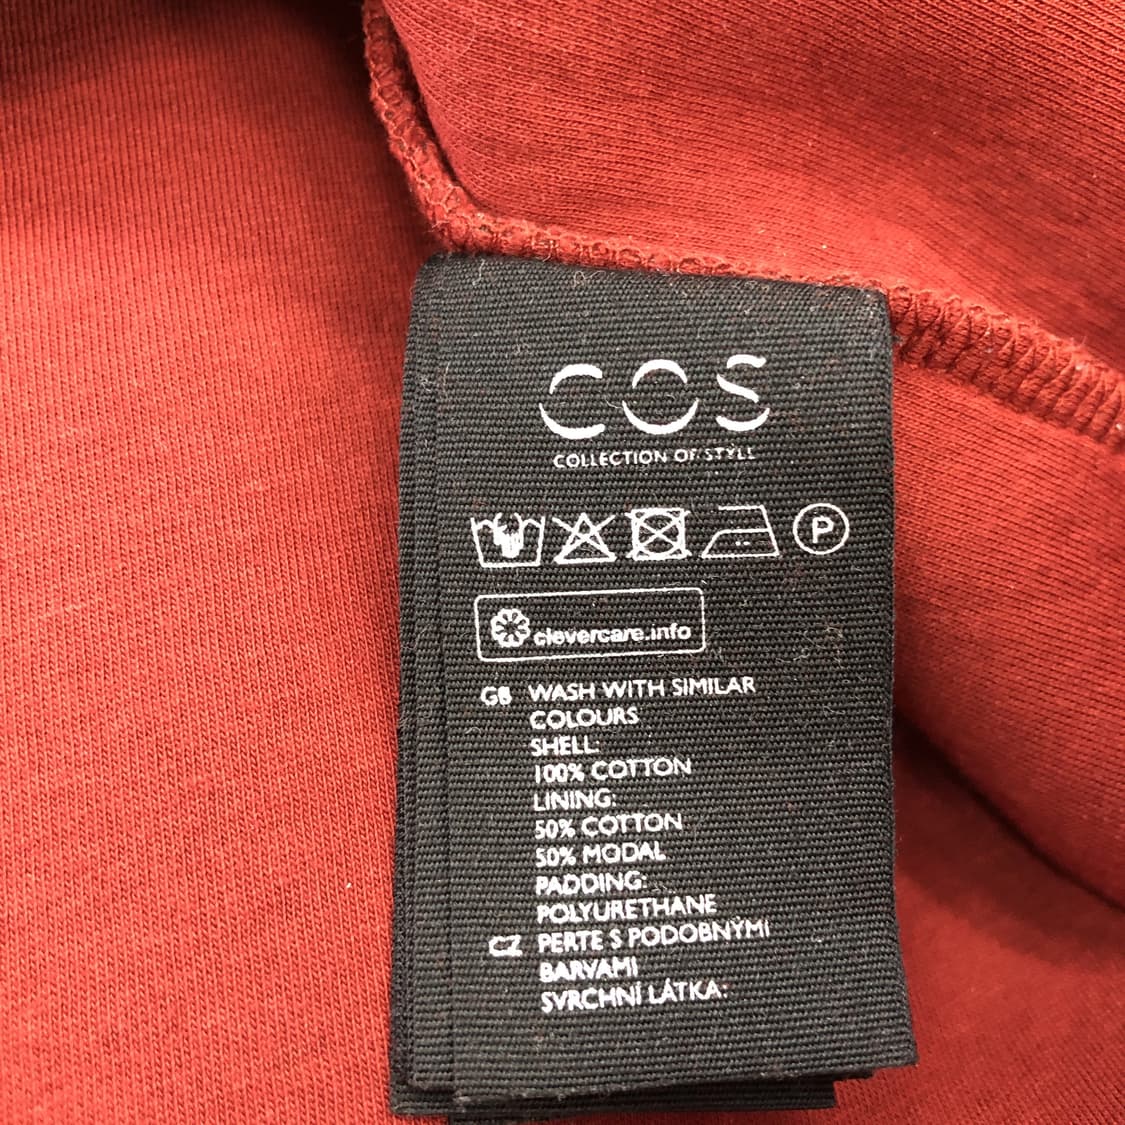 COS
COLLECTION OF STYLE
P
clevercare.info
GB WASH WITH SIMILAR
COLOURS
SHELL:
100% COTTON
LINING:
50% COTTON
50% MODAL
PADDING:
POLYURETHANE
CZ PERTE S PODOBNÝMI
BARVAMI
SVRCHNÍ LÁTKA: